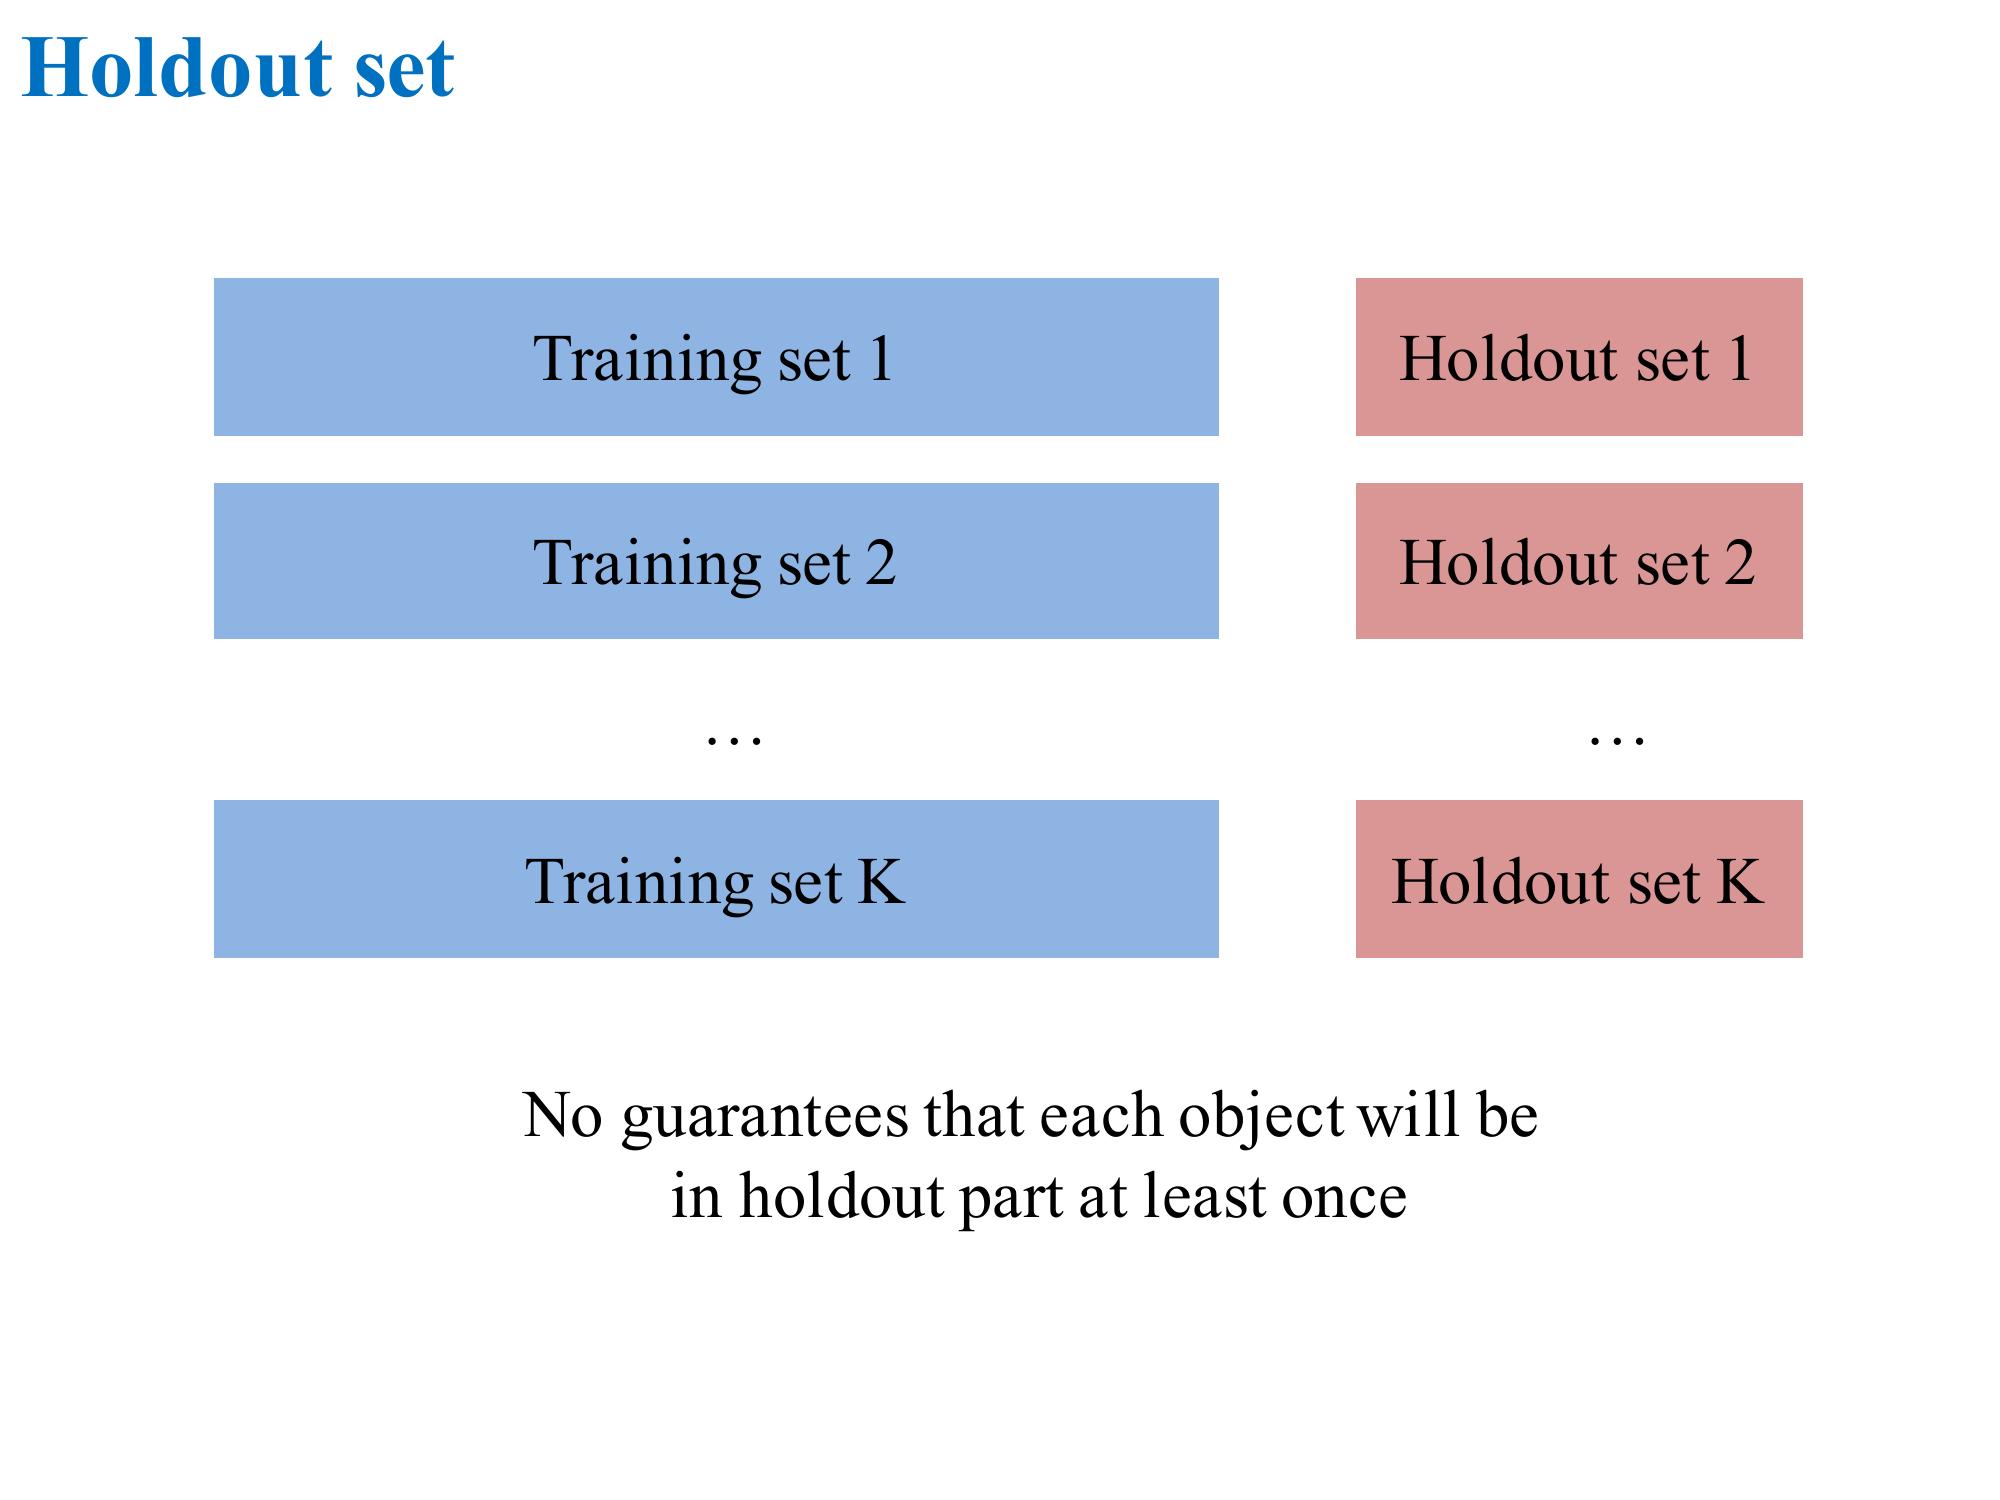 Holdout set
Training set 1
Holdout set 1
Training set 2
Holdout set 2
…
…
Training set K
Holdout set K
No guarantees that each object will be
in holdout part at least once